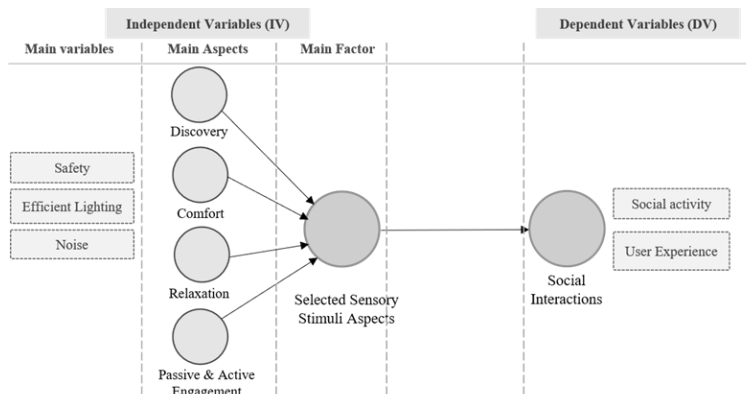 Independent Variables (IV)
Dependent Variables (DV)
Main variables
Main Aspects
Main Factor
Discovery
Safety
Efficient Lighting
Noise
Comfort
Relaxation
Passive & Active
Engagement
Selected Sensory
Stimuli Aspects
Social
Interactions
Social activity
User Experience